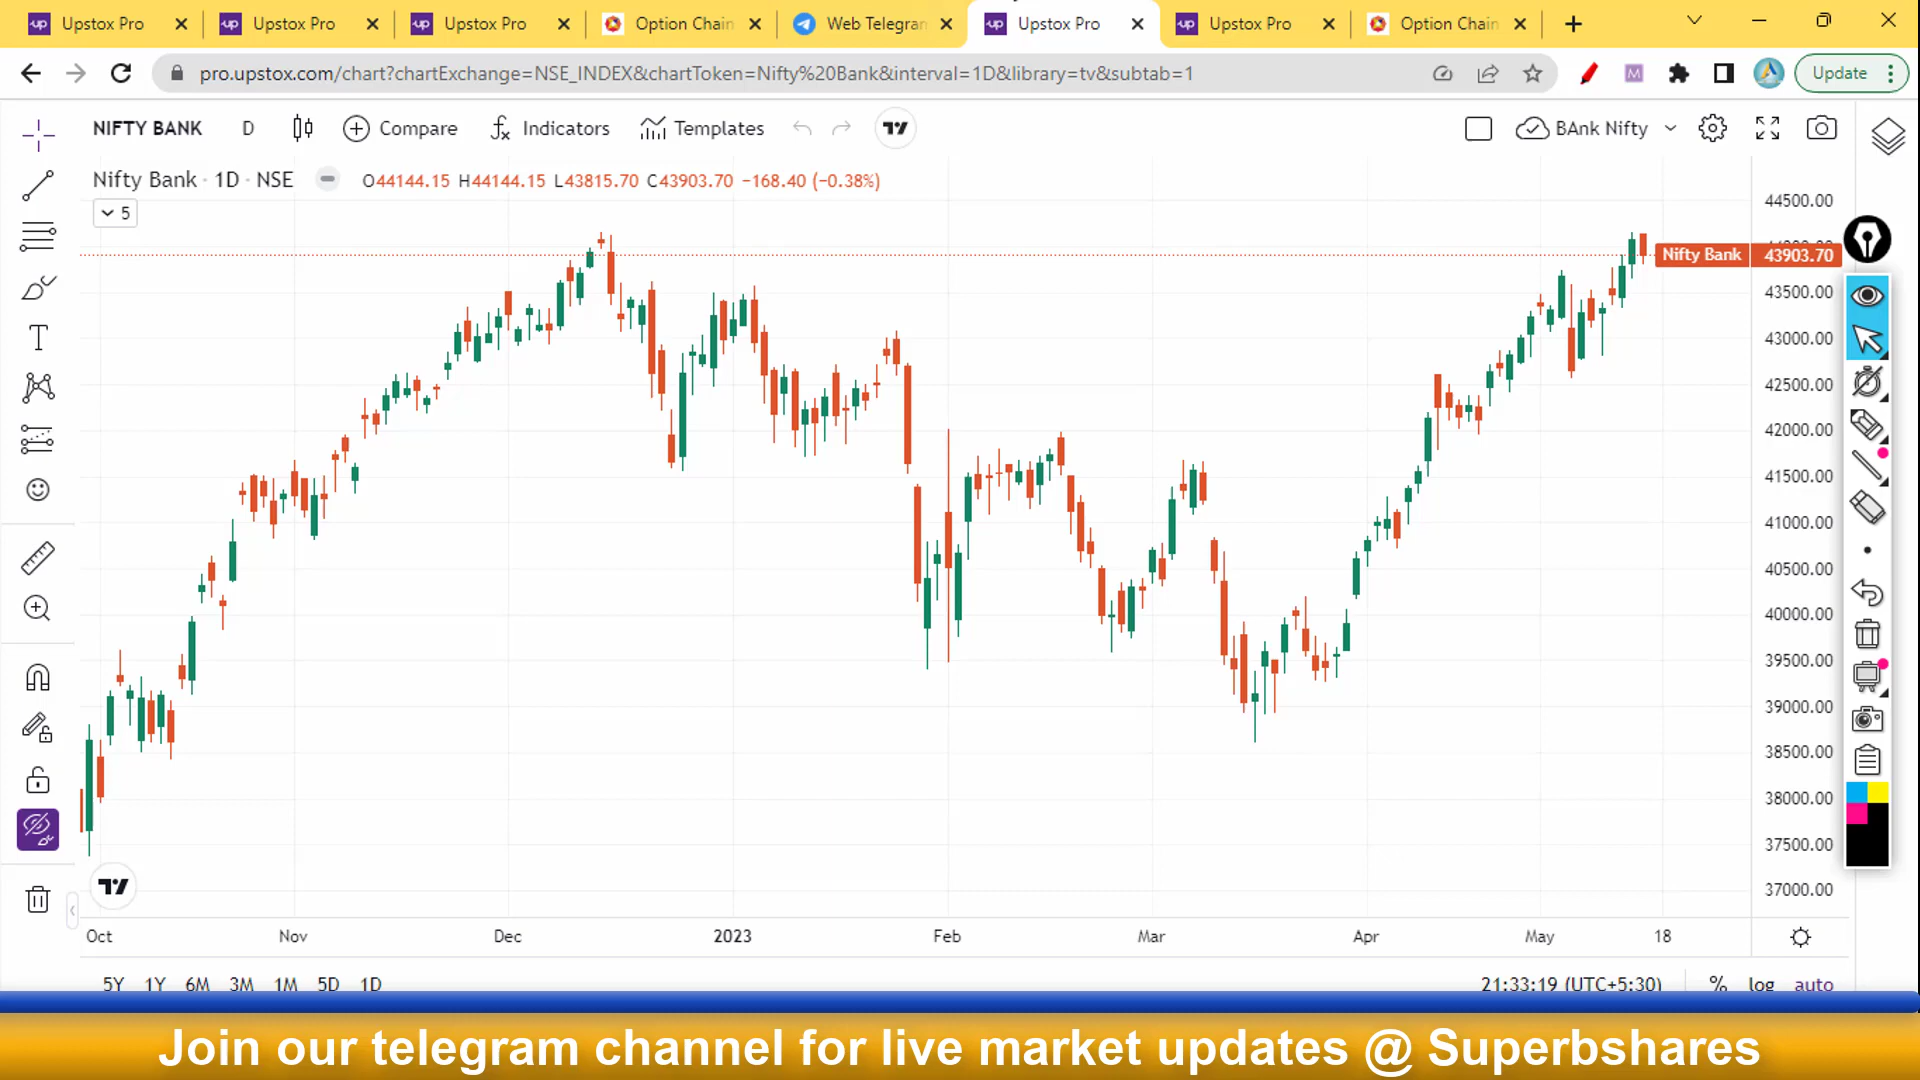 Upstox Pro
Upstox Pro
Upstox Pro
Option Chain
Web Telegram
Upstox Pro
Upstox Pro
Option Chain
pro.upstox.com/chart?chartExchange=NSE_INDEX&chartToken=Nifty%20Bank&interval=1D&library=tv&subtab=1
Update
NIFTY BANK
D
Compare
Indicators
Templates
BAnk Nifty
Nifty Bank · 1D · NSE
O44144.15 H44144.15 L43815.70 C43903.70 −168.40 (−0.38%)
5
44500.00
Nifty Bank 43903.70
43500.00
43000.00
42500.00
42000.00
41500.00
41000.00
40500.00
40000.00
39500.00
39000.00
38500.00
38000.00
37500.00
37000.00
Oct Nov Dec 2023 Feb Mar Apr May 18
5Y 1Y 6M 3M 1M 5D 1D
21:33:19 (UTC+5:30) % log auto
Join our telegram channel for live market updates @ Superbshares